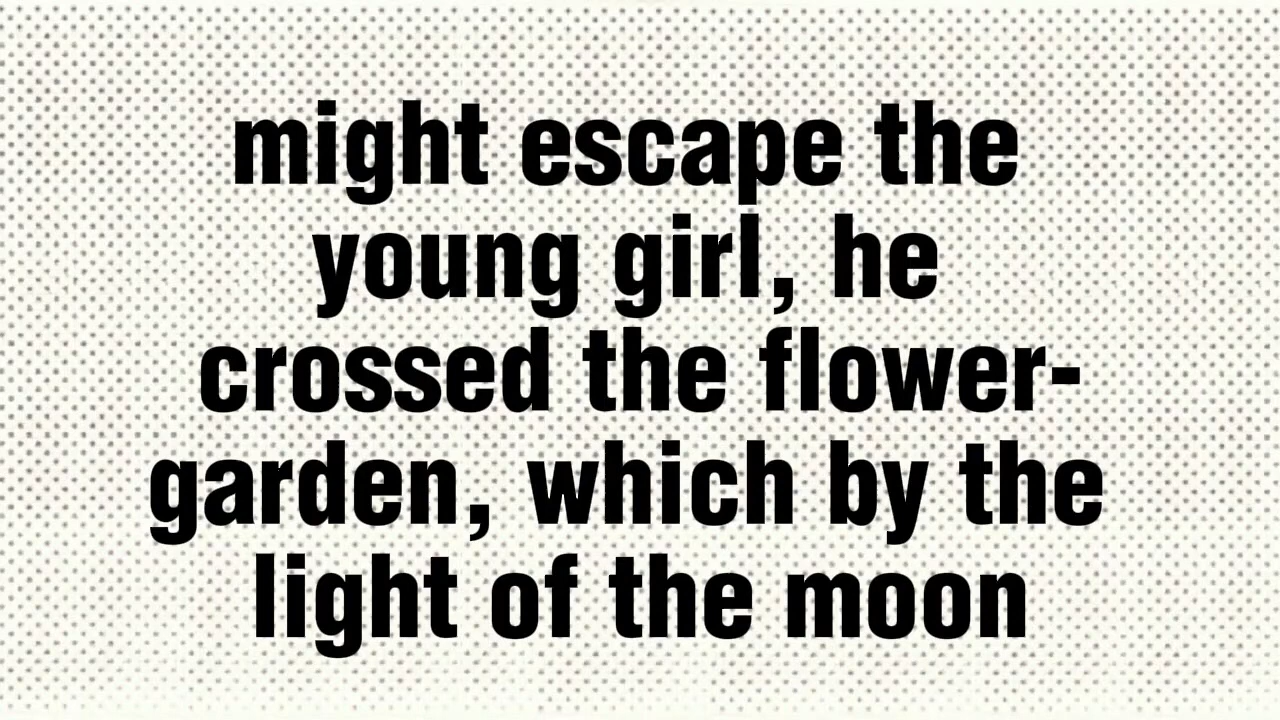 might escape the
young girl, he
crossed the flower-
garden, which by the
light of the moon